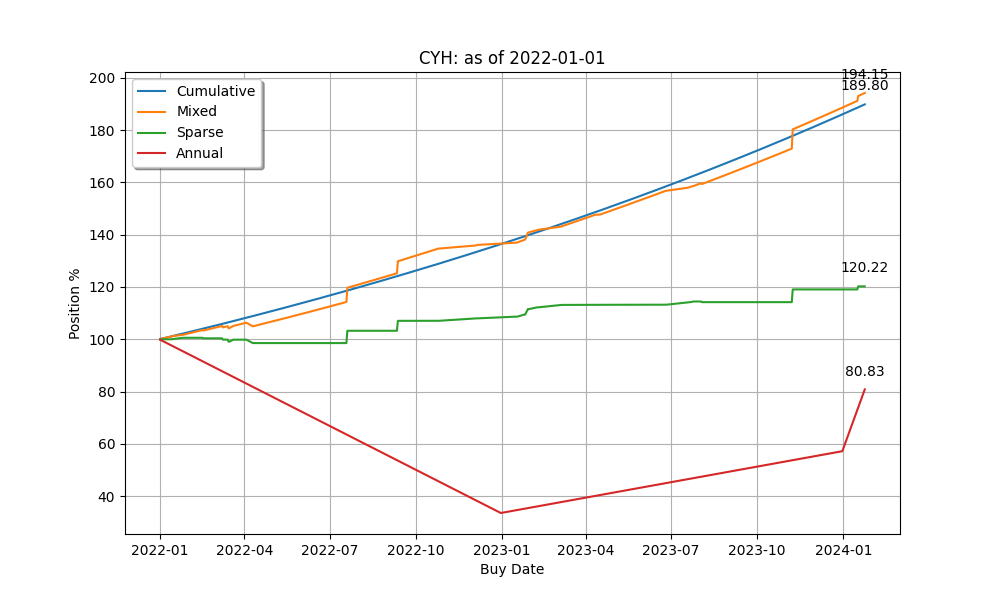 CYH: as of 2022-01-01
194.15
189.80
120.22
80.83
Cumulative
Mixed
Sparse
Annual
Position %
200
180
160
140
120
100
80
60
40
2022-01 2022-04 2022-07 2022-10 2023-01 2023-04 2023-07 2023-10 2024-01
Buy Date